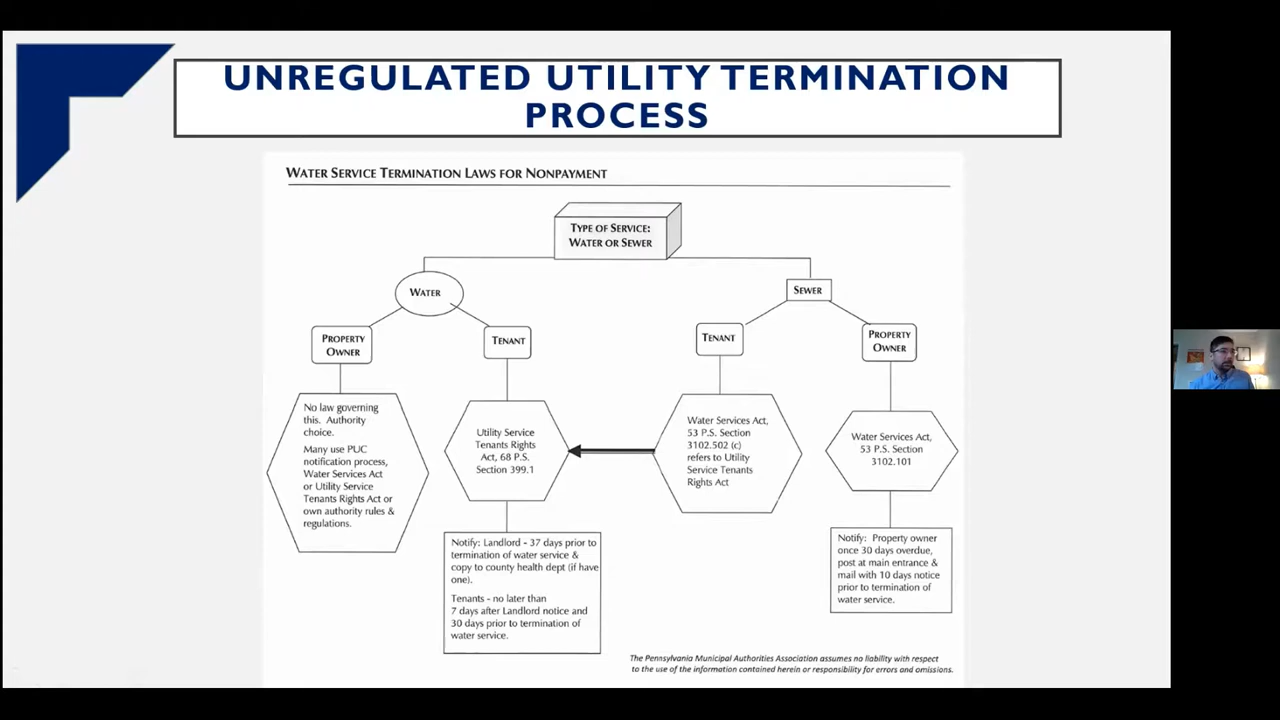 UNREGULATED UTILITY TERMINATION
PROCESS
WATER SERVICE TERMINATION LAWS FOR NONPAYMENT
TYPE OF SERVICE:
WATER OR SEWER
WATER
SEWER
PROPERTY
OWNER
TENANT
TENANT
PROPERTY
OWNER
No law governing
this. Authority
choice.
Many use PUC
notification process,
Water Services Act
or Utility Service
Tenants Rights Act or
own authority rules &
regulations.
Utility Service
Tenants Rights
Act, 68 P.S.
Section 399.1
Water Services Act,
53 P.S. Section
3102.502 (c)
refers to Utility
Service Tenants
Rights Act
Water Services Act,
53 P.S. Section
3102.101
Notify: Landlord - 37 days prior to
termination of water service &
copy to county health dept (if have
one).
Tenants - no later than
7 days after Landlord notice and
30 days prior to termination of
water service.
Notify: Property owner
once 30 days overdue,
post at main entrance &
mail with 10 days notice
prior to termination of
water service.
The Pennsylvania Municipal Authorities Association assumes no liability with respect
to the use of the information contained herein or responsibility for errors and omissions.